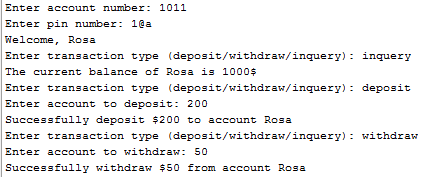 Enter account number: 1011
Enter pin number: 1@a
Welcome, Rosa
Enter transaction type (deposit/withdraw/inquery): inquery
The current balance of Rosa is 1000$
Enter transaction type (deposit/withdraw/inquery): deposit
Enter account to deposit: 200
Successfully deposit $200 to account Rosa
Enter transaction type (deposit/withdraw/inquery): withdraw
Enter account to withdraw: 50
Successfully withdraw $50 from account Rosa